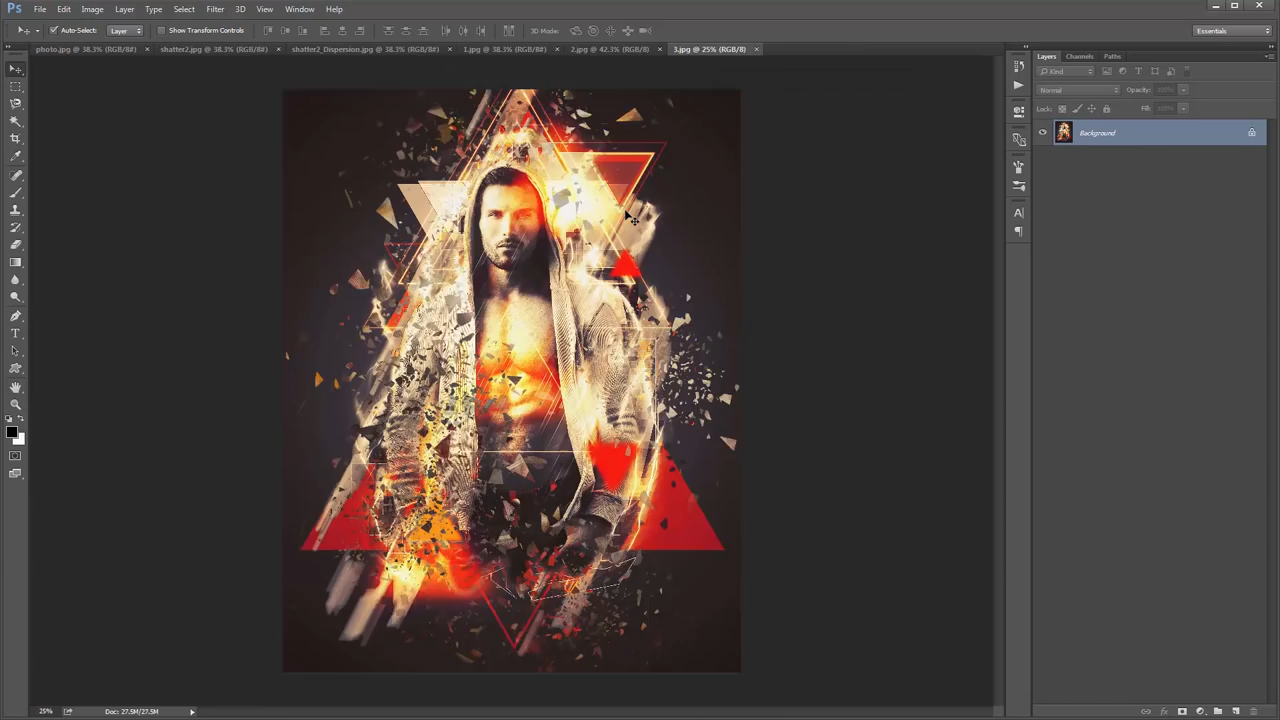 Ps File Edit Image Layer Type Select Filter 3D View Window Help
Auto-Select: Layer Show Transform Controls 3D Mode: Essentials
photo.jpg @ 38.3% (RGB/8#) × shatter2.jpg @ 38.3% (RGB/8#) × shatter2_Dispersion.jpg @ 38.3% (RGB/8#) × 1.jpg @ 38.3% (RGB/8#) × 2.jpg @ 42.3% (RGB/8) × 3.jpg @ 25% (RGB/8) ×
Layers Channels Paths
Kind
Normal Opacity: 100%
Lock: Fill: 100%
Background
25% Doc: 27.5M/27.5M